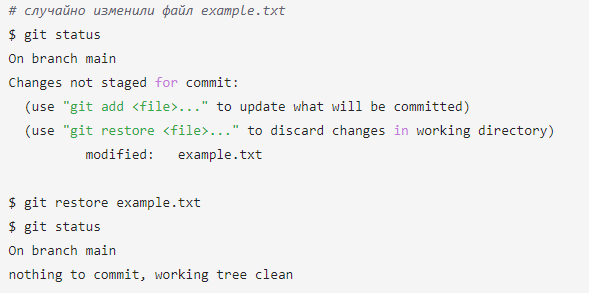 # случайно изменили файл example.txt
$ git status
On branch main
Changes not staged for commit:
  (use "git add <file>..." to update what will be committed)
  (use "git restore <file>..." to discard changes in working directory)
          modified:   example.txt

$ git restore example.txt
$ git status
On branch main
nothing to commit, working tree clean